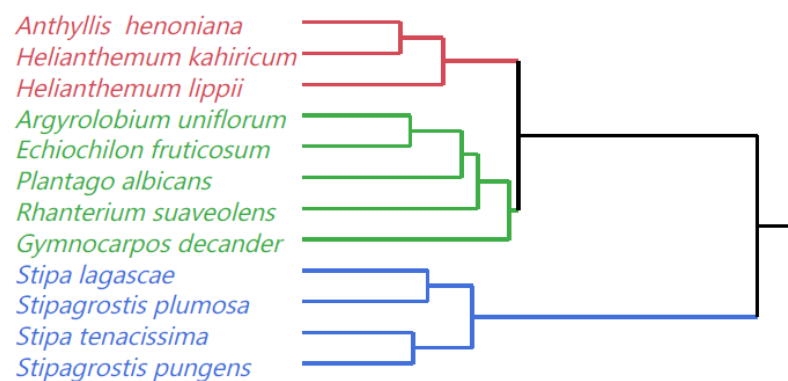 Anthyllis henoniana
Helianthemum kahiricum
Helianthemum lippii
Argyrolobium uniflorum
Echiochilon fruticosum
Plantago albicans
Rhanterium suaveolens
Gymnocarpos decander
Stipa lagascae
Stipagrostis plumosa
Stipa tenacissima
Stipagrostis pungens